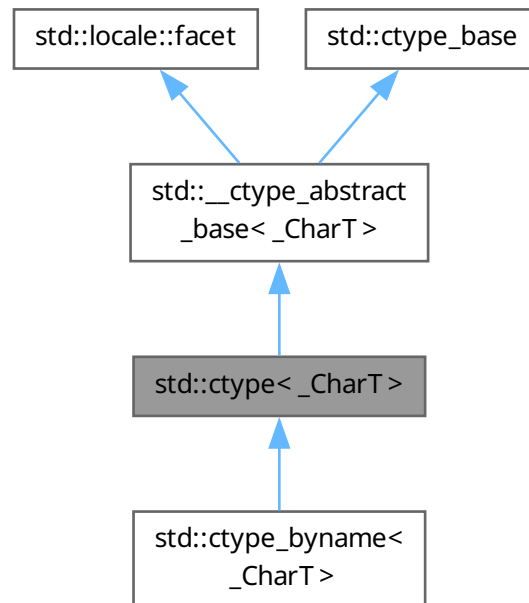 std::locale::facet
std::ctype_base
std::__ctype_abstract
_base< _CharT >
std::ctype< _CharT >
std::ctype_byname<
_CharT >